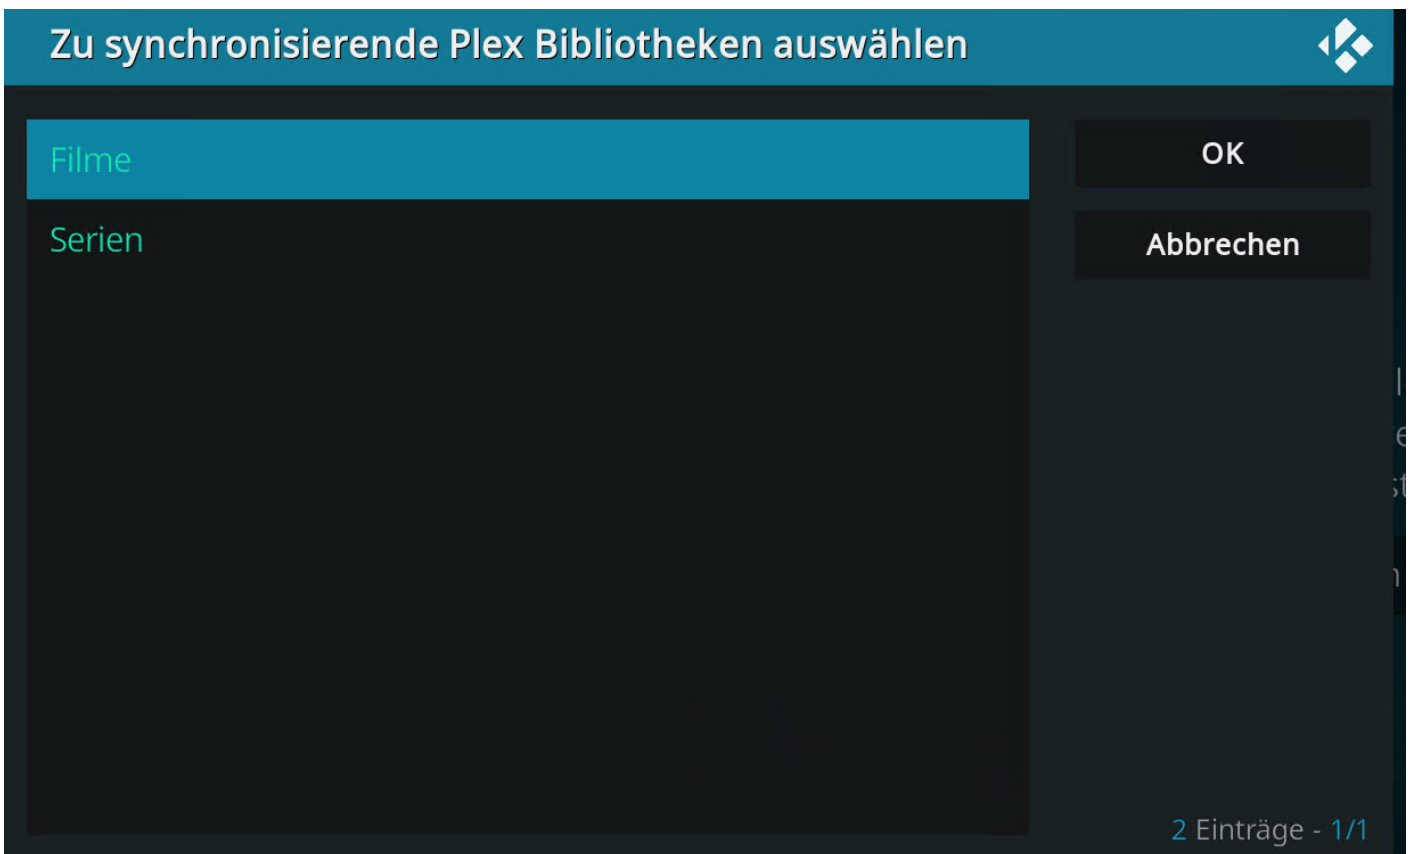 Zu synchronisierende Plex Bibliotheken auswählen
Filme
Serien
OK
Abbrechen
2 Einträge - 1/1